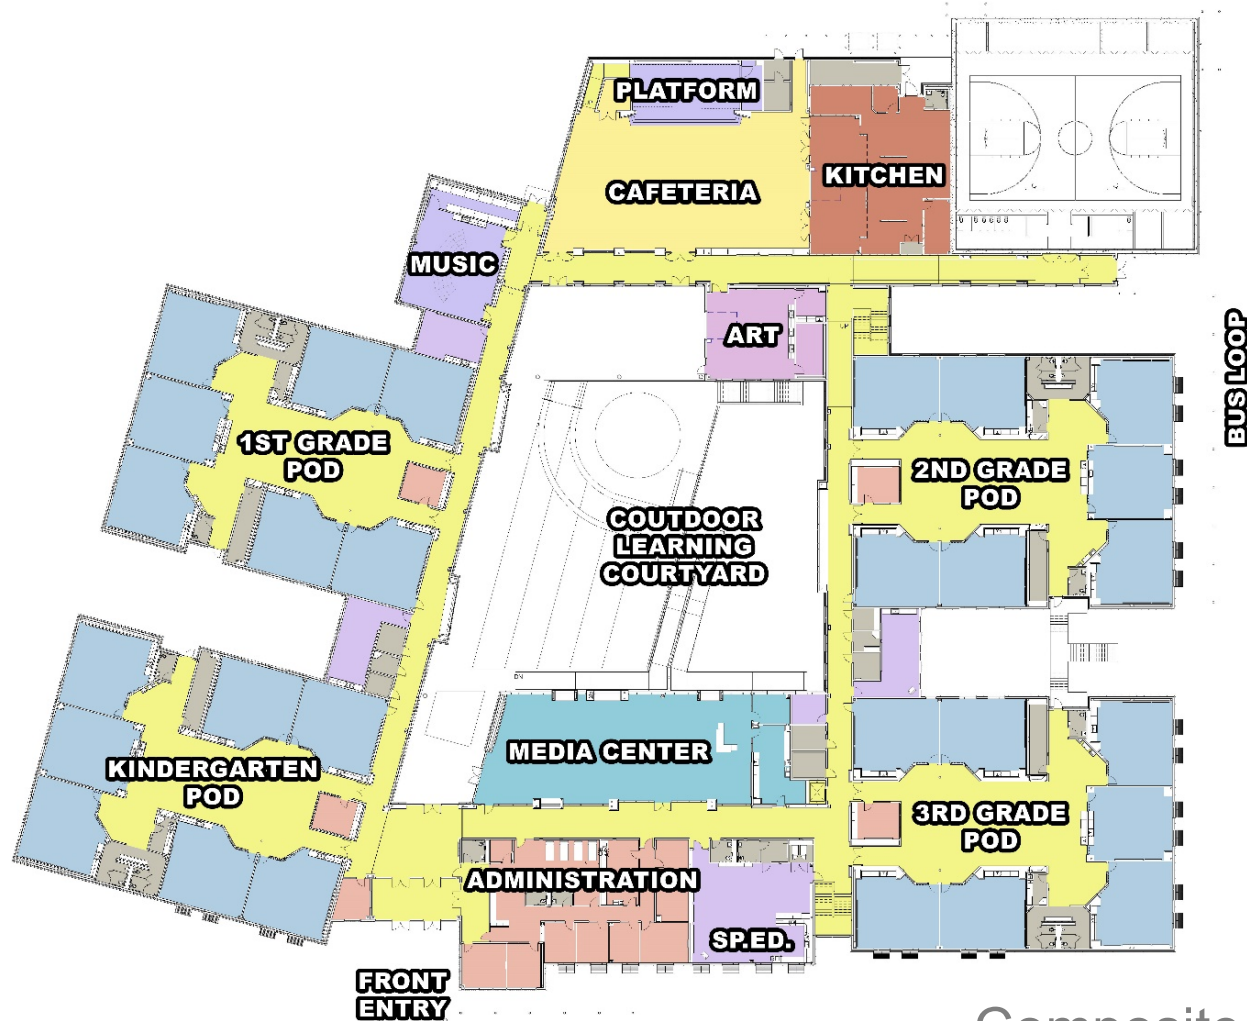 PLATFORM
CAFETERIA
KITCHEN
MUSIC
ART
BUS LOOP
1ST GRADE
POD
2ND GRADE
POD
COUTDOOR
LEARNING
COURTYARD
DN
MEDIA CENTER
KINDERGARTEN
POD
3RD GRADE
POD
ADMINISTRATION
SP.ED.
FRONT
ENTRY